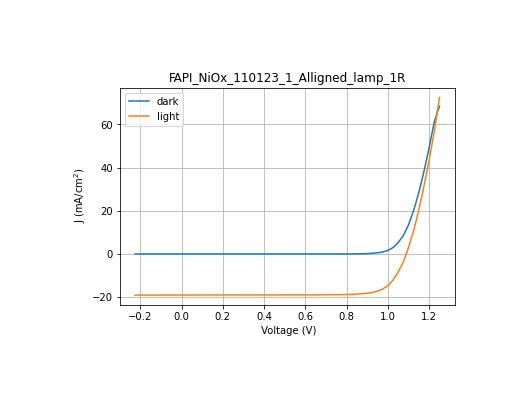 FAPI_NiOx_110123_1_Alligned_lamp_1R
dark
light
J (mA/cm²)
60
40
20
0
−20
−0.2 0.0 0.2 0.4 0.6 0.8 1.0 1.2
Voltage (V)